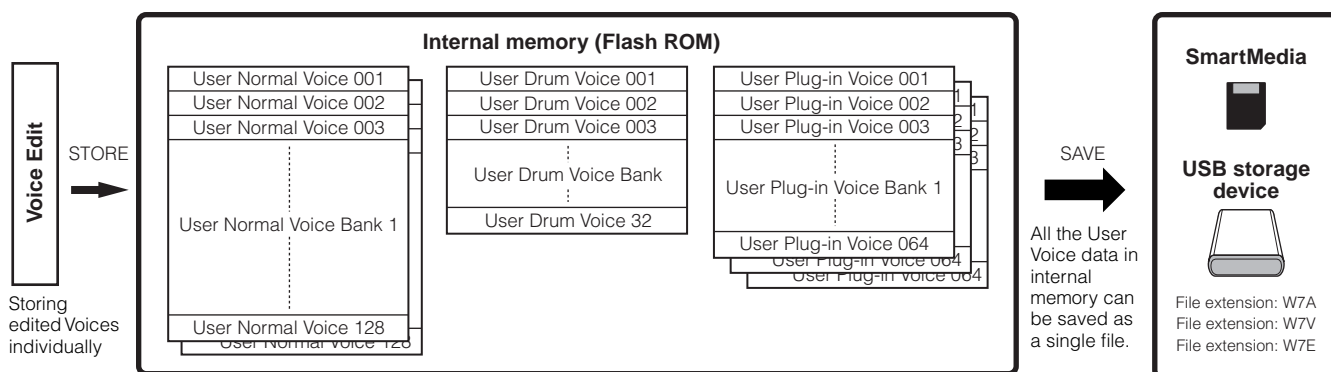 Voice Edit
Storing
edited Voices
individually
STORE
Internal memory (Flash ROM)
User Normal Voice 001
User Normal Voice 002
User Normal Voice 003
User Normal Voice Bank 1
User Normal Voice 128
User Normal Voice 128
User Drum Voice 001
User Drum Voice 002
User Drum Voice 003
User Drum Voice Bank
User Drum Voice 32
User Plug-in Voice 001
User Plug-in Voice 002
User Plug-in Voice 003
User Plug-in Voice Bank 1
User Plug-in Voice 064
User Plug-in Voice 064
User Plug-in Voice 064
1
2
3
1
2
3
SAVE
All the User
Voice data in
internal
memory can
be saved as
a single file.
SmartMedia
USB storage
device
File extension: W7A
File extension: W7V
File extension: W7E